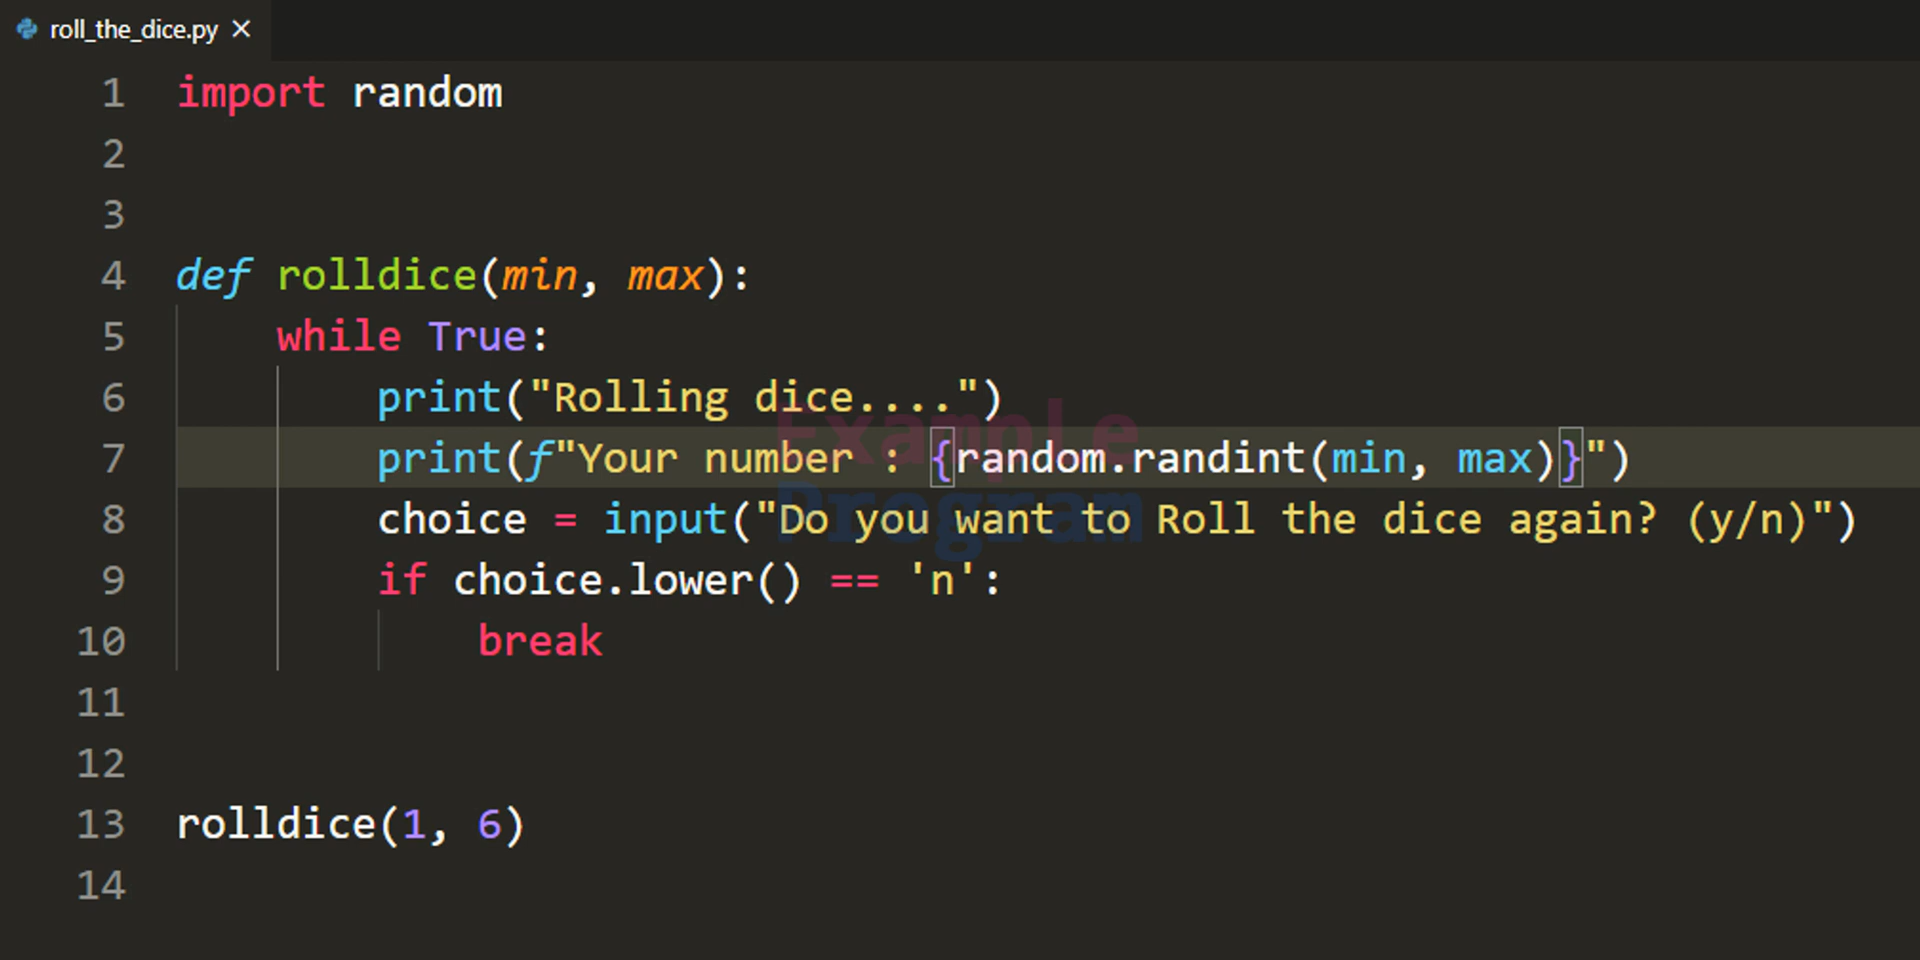 roll_the_dice.py ×
1 import random
2
3
4 def rolldice(min, max):
5     while True:
6         print("Rolling dice....")
7         print(f"Your number : {random.randint(min, max)}")
8         choice = input("Do you want to Roll the dice again? (y/n)")
9         if choice.lower() == 'n':
10             break
11
12
13 rolldice(1, 6)
14
Example
Program